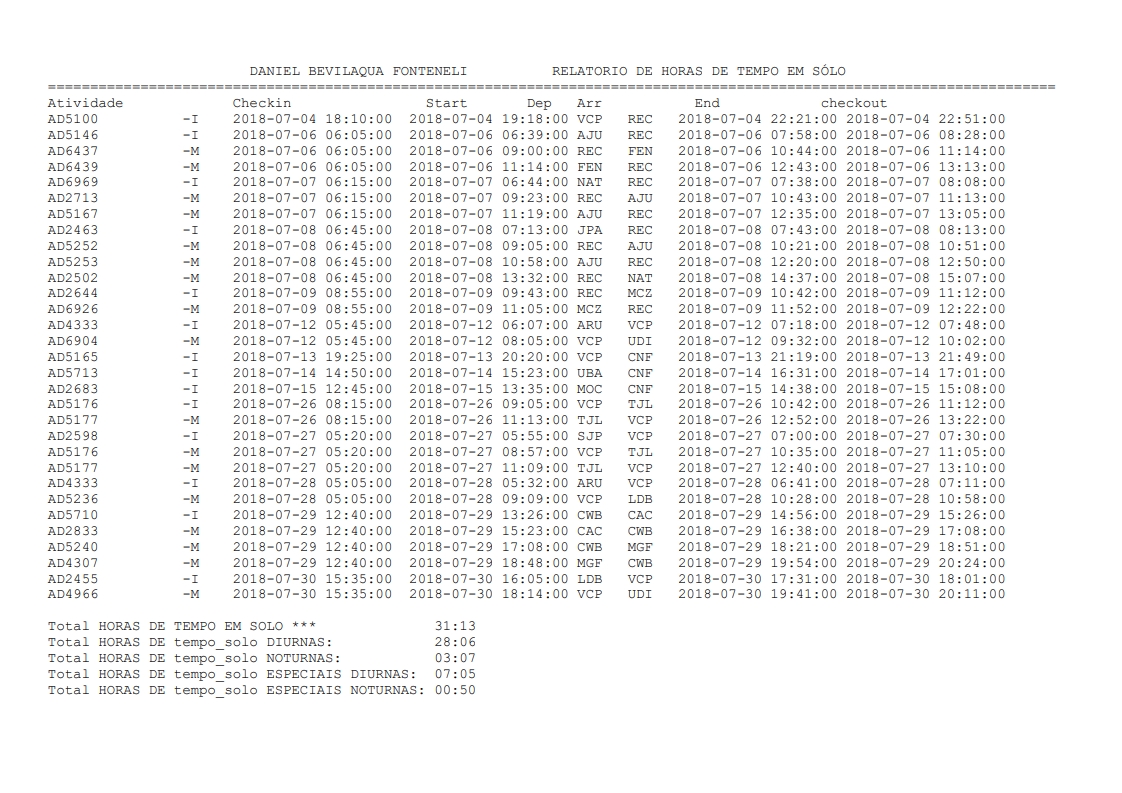 DANIEL BEVILAQUA FONTENELI RELATORIO DE HORAS DE TEMPO EM SÓLO
========================================================================================================================
Atividade Checkin Start Dep Arr End checkout
AD5100 -I 2018-07-04 18:10:00 2018-07-04 19:18:00 VCP REC 2018-07-04 22:21:00 2018-07-04 22:51:00
AD5146 -I 2018-07-06 06:05:00 2018-07-06 06:39:00 AJU REC 2018-07-06 07:58:00 2018-07-06 08:28:00
AD6437 -M 2018-07-06 06:05:00 2018-07-06 09:00:00 REC FEN 2018-07-06 10:44:00 2018-07-06 11:14:00
AD6439 -M 2018-07-06 06:05:00 2018-07-06 11:14:00 FEN REC 2018-07-06 12:43:00 2018-07-06 13:13:00
AD6969 -I 2018-07-07 06:15:00 2018-07-07 06:44:00 NAT REC 2018-07-07 07:38:00 2018-07-07 08:08:00
AD2713 -M 2018-07-07 06:15:00 2018-07-07 09:23:00 REC AJU 2018-07-07 10:43:00 2018-07-07 11:13:00
AD5167 -M 2018-07-07 06:15:00 2018-07-07 11:19:00 AJU REC 2018-07-07 12:35:00 2018-07-07 13:05:00
AD2463 -I 2018-07-08 06:45:00 2018-07-08 07:13:00 JPA REC 2018-07-08 07:43:00 2018-07-08 08:13:00
AD5252 -M 2018-07-08 06:45:00 2018-07-08 09:05:00 REC AJU 2018-07-08 10:21:00 2018-07-08 10:51:00
AD5253 -M 2018-07-08 06:45:00 2018-07-08 10:58:00 AJU REC 2018-07-08 12:20:00 2018-07-08 12:50:00
AD2502 -M 2018-07-08 06:45:00 2018-07-08 13:32:00 REC NAT 2018-07-08 14:37:00 2018-07-08 15:07:00
AD2644 -I 2018-07-09 08:55:00 2018-07-09 09:43:00 REC MCZ 2018-07-09 10:42:00 2018-07-09 11:12:00
AD6926 -M 2018-07-09 08:55:00 2018-07-09 11:05:00 MCZ REC 2018-07-09 11:52:00 2018-07-09 12:22:00
AD4333 -I 2018-07-12 05:45:00 2018-07-12 06:07:00 ARU VCP 2018-07-12 07:18:00 2018-07-12 07:48:00
AD6904 -M 2018-07-12 05:45:00 2018-07-12 08:05:00 VCP UDI 2018-07-12 09:32:00 2018-07-12 10:02:00
AD5165 -I 2018-07-13 19:25:00 2018-07-13 20:20:00 VCP CNF 2018-07-13 21:19:00 2018-07-13 21:49:00
AD5713 -I 2018-07-14 14:50:00 2018-07-14 15:23:00 UBA CNF 2018-07-14 16:31:00 2018-07-14 17:01:00
AD2683 -I 2018-07-15 12:45:00 2018-07-15 13:35:00 MOC CNF 2018-07-15 14:38:00 2018-07-15 15:08:00
AD5176 -I 2018-07-26 08:15:00 2018-07-26 09:05:00 VCP TJL 2018-07-26 10:42:00 2018-07-26 11:12:00
AD5177 -M 2018-07-26 08:15:00 2018-07-26 11:13:00 TJL VCP 2018-07-26 12:52:00 2018-07-26 13:22:00
AD2598 -I 2018-07-27 05:20:00 2018-07-27 05:55:00 SJP VCP 2018-07-27 07:00:00 2018-07-27 07:30:00
AD5176 -M 2018-07-27 05:20:00 2018-07-27 08:57:00 VCP TJL 2018-07-27 10:35:00 2018-07-27 11:05:00
AD5177 -M 2018-07-27 05:20:00 2018-07-27 11:09:00 TJL VCP 2018-07-27 12:40:00 2018-07-27 13:10:00
AD4333 -I 2018-07-28 05:05:00 2018-07-28 05:32:00 ARU VCP 2018-07-28 06:41:00 2018-07-28 07:11:00
AD5236 -M 2018-07-28 05:05:00 2018-07-28 09:09:00 VCP LDB 2018-07-28 10:28:00 2018-07-28 10:58:00
AD5710 -I 2018-07-29 12:40:00 2018-07-29 13:26:00 CWB CAC 2018-07-29 14:56:00 2018-07-29 15:26:00
AD2833 -M 2018-07-29 12:40:00 2018-07-29 15:23:00 CAC CWB 2018-07-29 16:38:00 2018-07-29 17:08:00
AD5240 -M 2018-07-29 12:40:00 2018-07-29 17:08:00 CWB MGF 2018-07-29 18:21:00 2018-07-29 18:51:00
AD4307 -M 2018-07-29 12:40:00 2018-07-29 18:48:00 MGF CWB 2018-07-29 19:54:00 2018-07-29 20:24:00
AD2455 -I 2018-07-30 15:35:00 2018-07-30 16:05:00 LDB VCP 2018-07-30 17:31:00 2018-07-30 18:01:00
AD4966 -M 2018-07-30 15:35:00 2018-07-30 18:14:00 VCP UDI 2018-07-30 19:41:00 2018-07-30 20:11:00
Total HORAS DE TEMPO EM SOLO *** 31:13
Total HORAS DE tempo_solo DIURNAS: 28:06
Total HORAS DE tempo_solo NOTURNAS: 03:07
Total HORAS DE tempo_solo ESPECIAIS DIURNAS: 07:05
Total HORAS DE tempo_solo ESPECIAIS NOTURNAS: 00:50